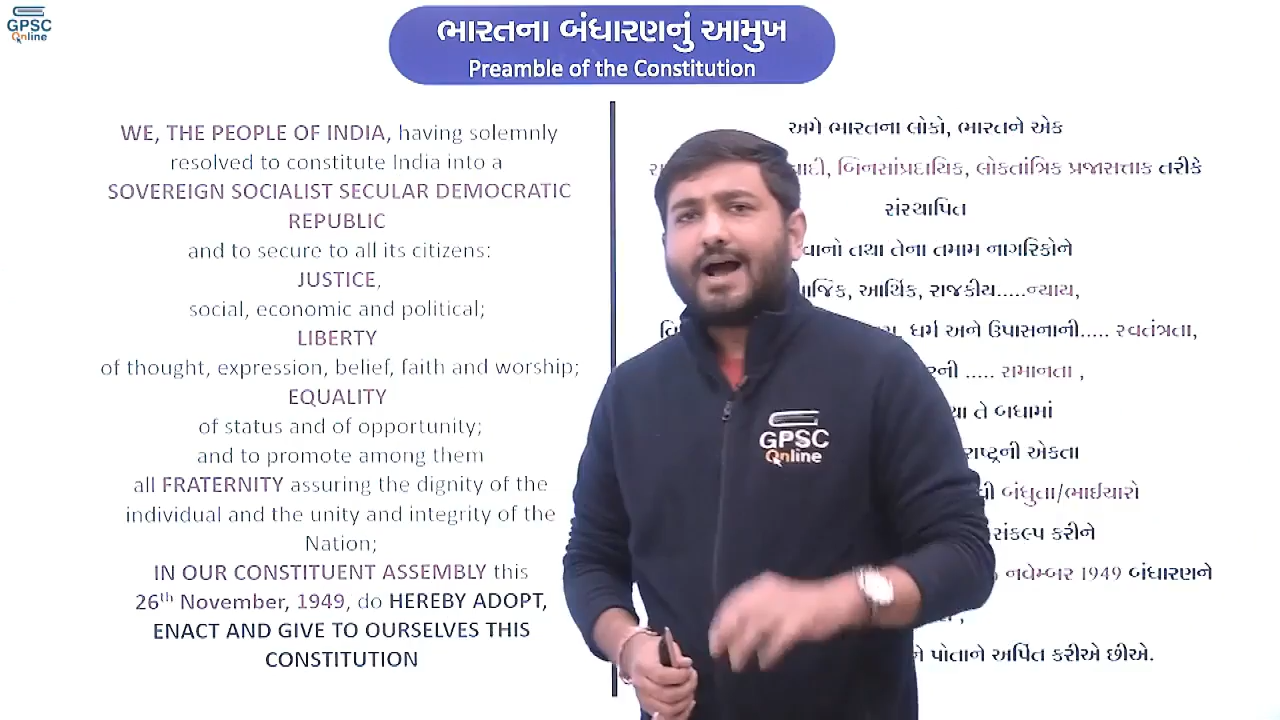 GPSC
Online
ભારતના બંધારણનું આમુખ
Preamble of the Constitution
WE, THE PEOPLE OF INDIA, having solemnly
resolved to constitute India into a
SOVEREIGN SOCIALIST SECULAR DEMOCRATIC
REPUBLIC
and to secure to all its citizens:
JUSTICE,
social, economic and political;
LIBERTY
of thought, expression, belief, faith and worship;
EQUALITY
of status and of opportunity;
and to promote among them
all FRATERNITY assuring the dignity of the
individual and the unity and integrity of the
Nation;
IN OUR CONSTITUENT ASSEMBLY this
26th November, 1949, do HEREBY ADOPT,
ENACT AND GIVE TO OURSELVES THIS
CONSTITUTION
અમે ભારતના લોકો, ભારતને એક
બિનસાંપ્રદાયિક, લોકતાંત્રિક પ્રજાસત્તાક તરીકે
સંસ્થાપિત
તથા તેના તમામ નાગરિકોને
આર્થિક, રાજકીય.....ન્યાય,
ધર્મ અને ઉપાસનાની..... સ્વતંત્રતા,
..... સમાનતા ,
તે બધામાં
એકતા
બંધુતા/ભાઈચારો
કરીને
નવેમ્બર 1949 બંધારણને
પોતાને અર્પિત કરીએ છીએ.
GPSC
Online